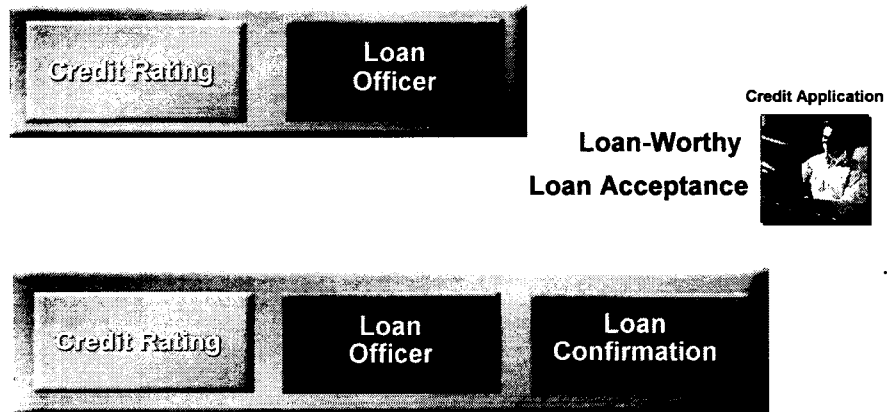 Credit Rating
Loan
Officer
Credit Application
Loan-Worthy
Loan Acceptance
Credit Rating
Loan
Officer
Loan
Confirmation